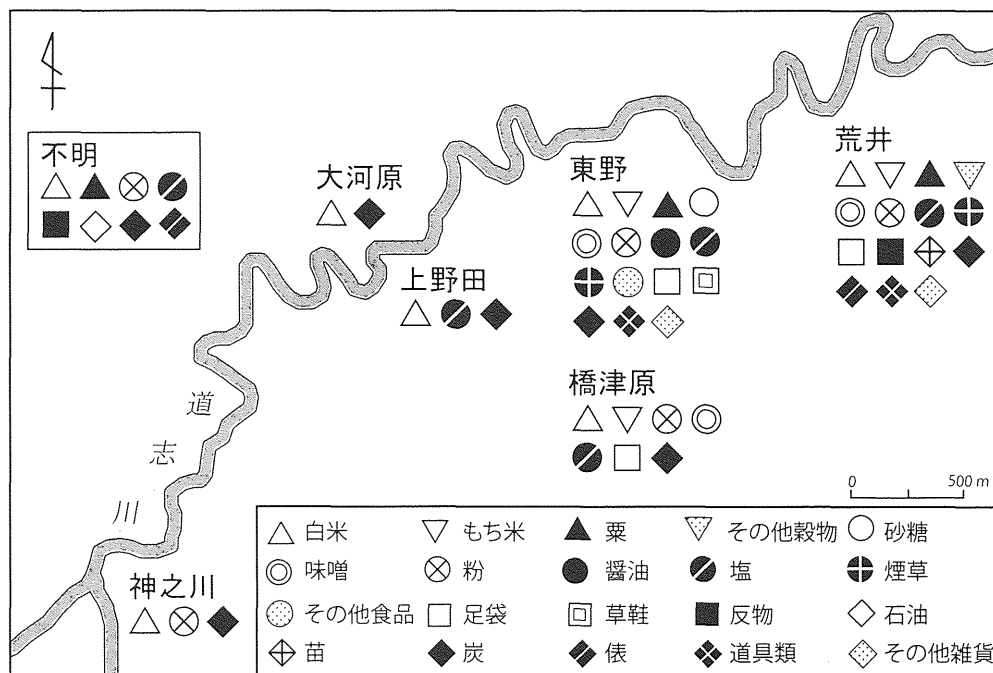 不明
大河原
上野田
東野
荒井
橋津原
神之川
道
志
川
0 500 m
白米 もち米 粟 その他穀物 砂糖
味噌 粉 醤油 塩 煙草
その他食品 足袋 草鞋 反物 石油
苗 炭 俵 道具類 その他雑貨